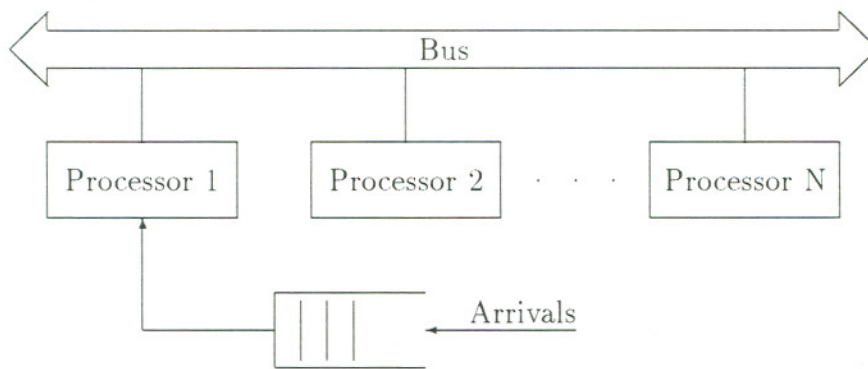 Bus
Processor 1
Processor 2
. . .
Processor N
Arrivals